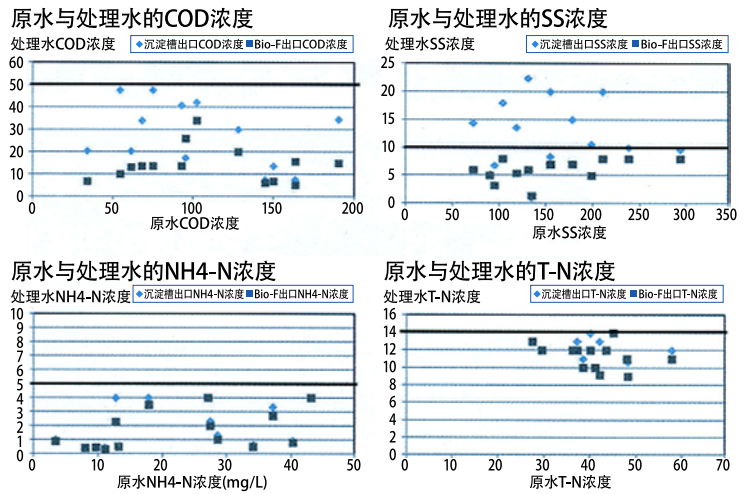 原水与处理水的COD浓度
处理水COD浓度
沉淀槽出口COD浓度 Bio-F出口COD浓度
60
50
40
30
20
10
0
0 50 100 150 200
原水COD浓度
原水与处理水的SS浓度
处理水SS浓度
沉淀槽出口SS浓度 Bio-F出口SS浓度
25
20
15
10
5
0
0 50 100 150 200 250 300 350
原水SS浓度
原水与处理水的NH4-N浓度
处理水NH4-N浓度
沉淀槽出口NH4-N浓度 Bio-F出口NH4-N浓度
10
9
8
7
6
5
4
3
2
1
0
0 10 20 30 40 50
原水NH4-N浓度(mg/L)
原水与处理水的T-N浓度
处理水T-N浓度
沉淀槽出口T-N浓度 Bio-F出口T-N浓度
16
14
12
10
8
6
4
2
0
0 10 20 30 40 50 60 70
原水T-N浓度